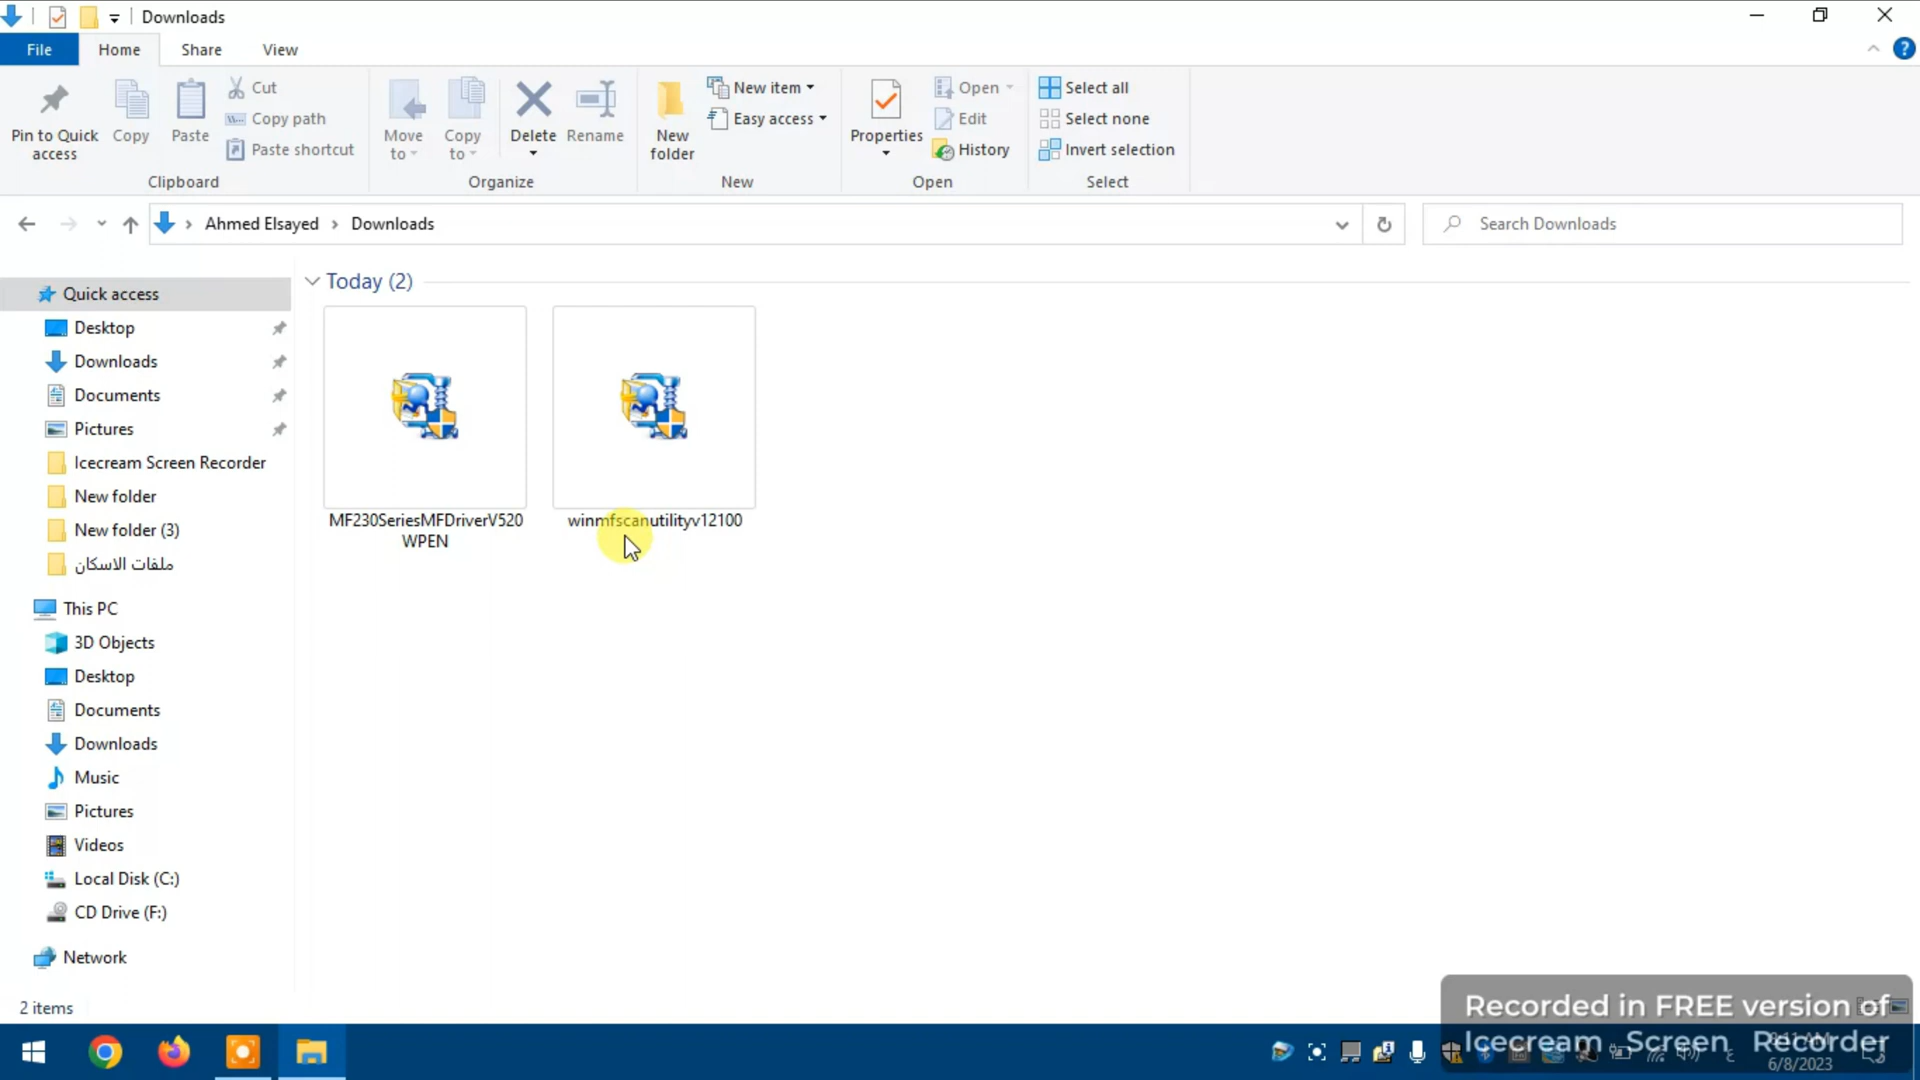 Downloads
File Home Share View
Pin to Quick access
Copy
Paste
Cut
Copy path
Paste shortcut
Clipboard
Move to
Copy to
Delete
Rename
Organize
New folder
New item
Easy access
New
Properties
Open
Edit
History
Open
Select all
Select none
Invert selection
Select
Ahmed Elsayed > Downloads
Search Downloads
Quick access
Desktop
Downloads
Documents
Pictures
Icecream Screen Recorder
New folder
New folder (3)
ملفات الاسكان
This PC
3D Objects
Desktop
Documents
Downloads
Music
Pictures
Videos
Local Disk (C:)
CD Drive (F:)
Network
Today (2)
MF230SeriesMFDriverV520
WPEN
winmfscanutilityv12100
2 items
Recorded in FREE version of
Icecream Screen Recorder
6/8/2023